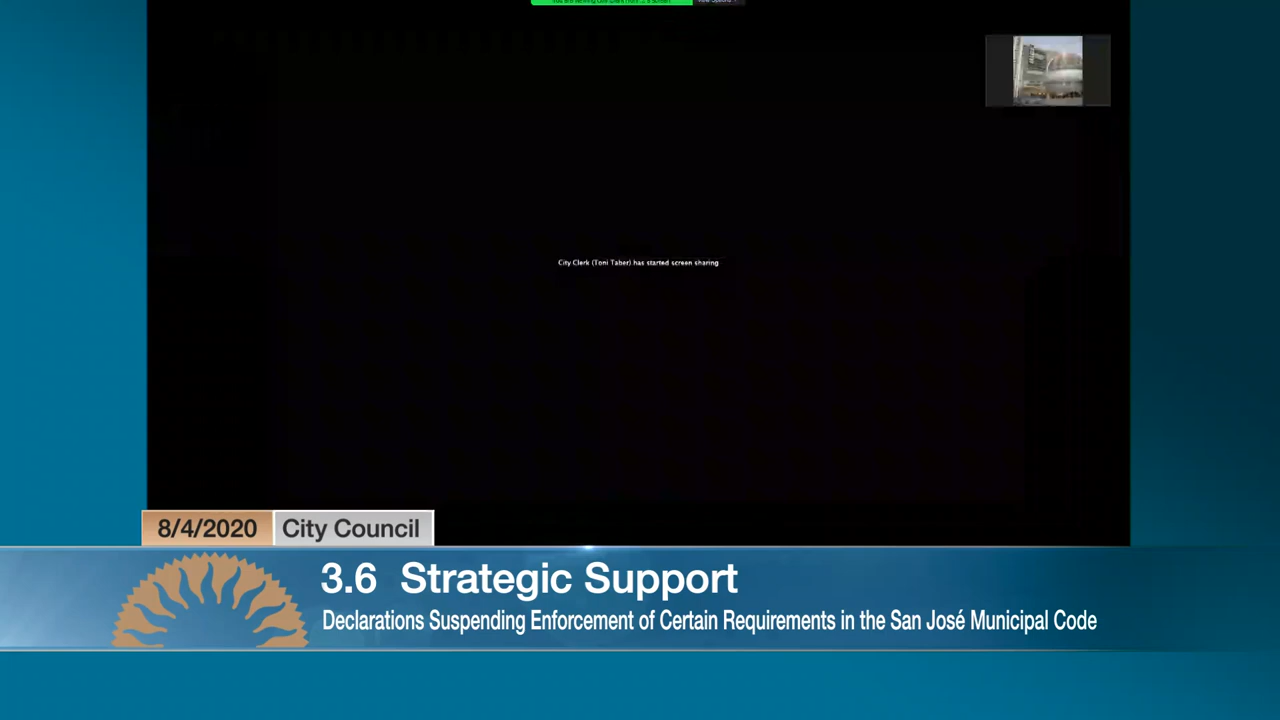 City Clerk (Toni Taber) has started screen sharing
8/4/2020 City Council
3.6 Strategic Support
Declarations Suspending Enforcement of Certain Requirements in the San José Municipal Code